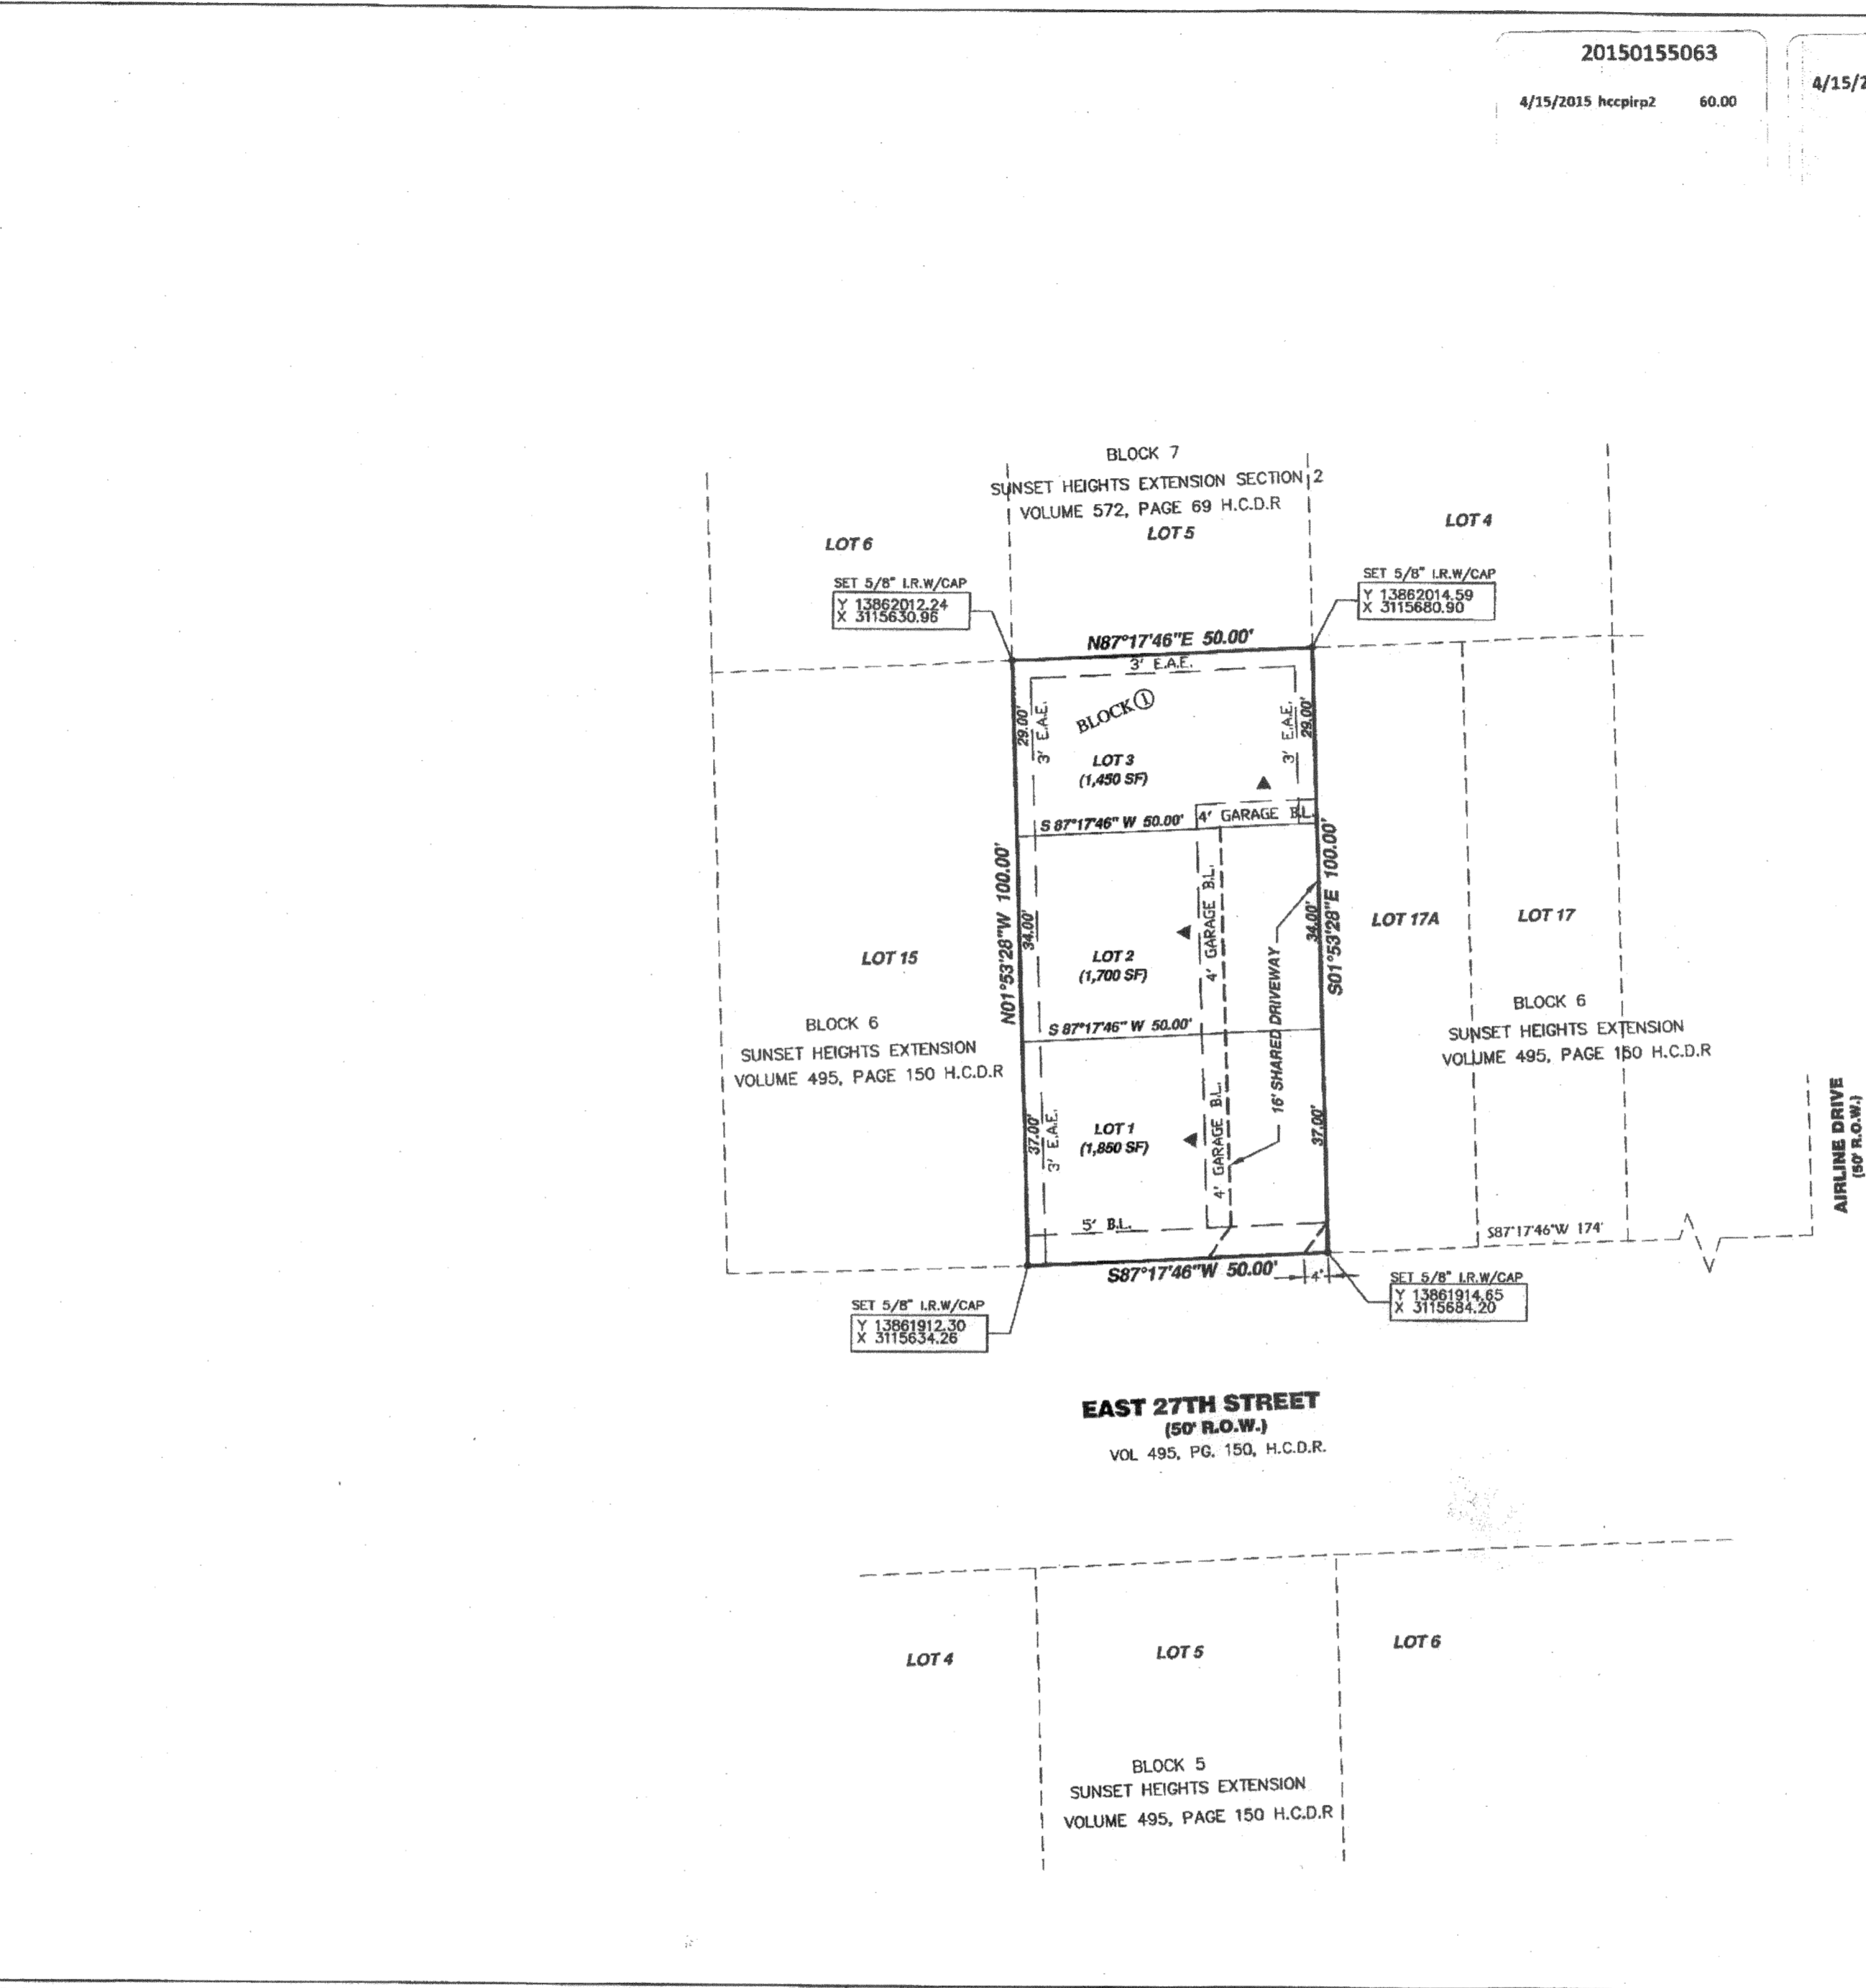 20150155063
4/15/2015 hccpirp2 60.00
4/15/2
BLOCK 7
SUNSET HEIGHTS EXTENSION SECTION 2
VOLUME 572, PAGE 69 H.C.D.R
LOT 5
LOT 4
LOT 6
SET 5/8" I.R.W/CAP
Y 13862012.24
X 3115630.96
SET 5/8" I.R.W/CAP
Y 13862014.59
X 3115680.90
N87°17'46"E 50.00'
3' E.A.E.
BLOCK 1
29.00'
3' E.A.E.
3' E.A.E.
29.00'
LOT 3
(1,450 SF)
4' GARAGE B.L.
S 87°17'46" W 50.00'
N01°53'28"W 100.00'
34.00'
LOT 2
(1,700 SF)
4' GARAGE B.L.
16' SHARED DRIVEWAY
34.00'
S01°53'28"E 100.00'
LOT 17A
LOT 17
LOT 15
BLOCK 6
SUNSET HEIGHTS EXTENSION
VOLUME 495, PAGE 150 H.C.D.R
BLOCK 6
SUNSET HEIGHTS EXTENSION
VOLUME 495, PAGE 150 H.C.D.R
S 87°17'46" W 50.00'
37.00'
3' E.A.E.
LOT 1
(1,850 SF)
4' GARAGE B.L.
37.00'
AIRLINE DRIVE
(50' R.O.W.)
5' B.L.
S87°17'46"W 174'
S87°17'46"W 50.00'
4'
SET 5/8" I.R.W/CAP
Y 13861914.65
X 3115684.20
SET 5/8" I.R.W/CAP
Y 13861912.30
X 3115634.26
EAST 27TH STREET
(50' R.O.W.)
VOL 495, PG. 150, H.C.D.R.
LOT 4
LOT 5
LOT 6
BLOCK 5
SUNSET HEIGHTS EXTENSION
VOLUME 495, PAGE 150 H.C.D.R